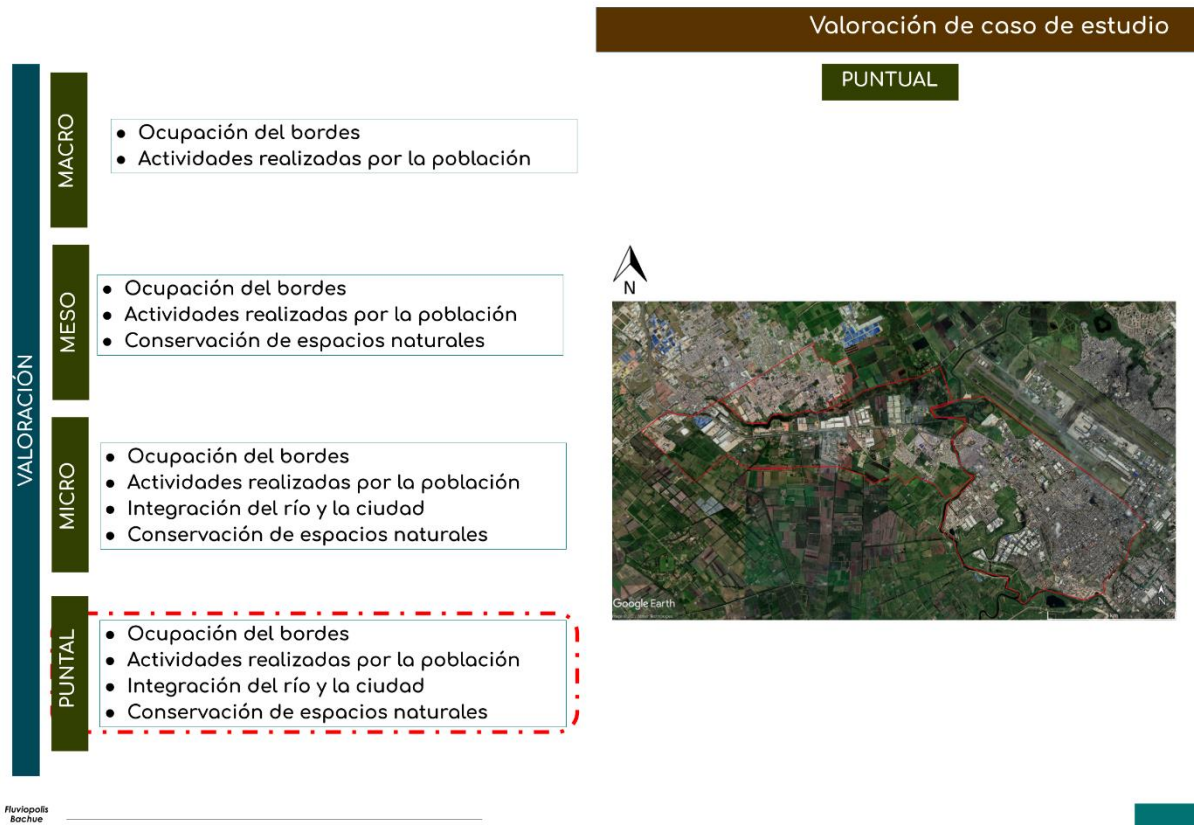 Valoración de caso de estudio
PUNTUAL
VALORACIÓN
MACRO
● Ocupación del bordes
● Actividades realizadas por la población
MESO
● Ocupación del bordes
● Actividades realizadas por la población
● Conservación de espacios naturales
MICRO
● Ocupación del bordes
● Actividades realizadas por la población
● Integración del río y la ciudad
● Conservación de espacios naturales
PUNTAL
● Ocupación del bordes
● Actividades realizadas por la población
● Integración del río y la ciudad
● Conservación de espacios naturales
N
Google Earth
N
Fluviopolis
Bachue